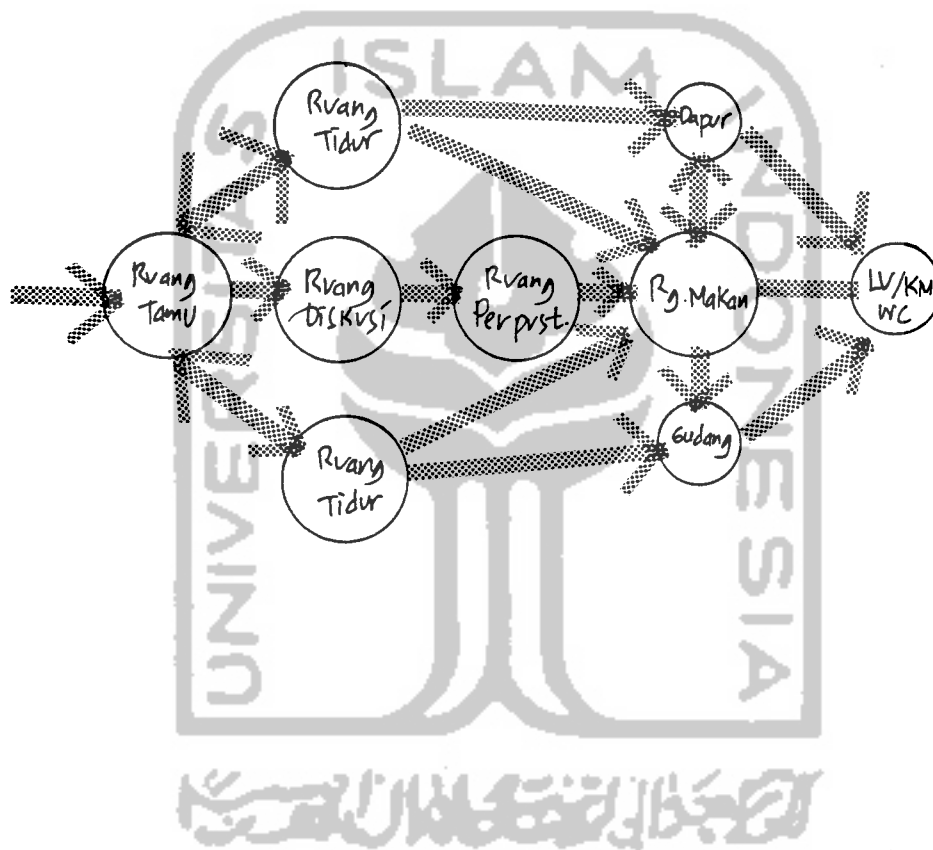 ISLAM
UNIVERSITAS
INDONESIA
Ruang
Tidur
Dapur
Ruang
Tamu
Ruang
Diskusi
Ruang
Perpust.
Rg. Makan
LV/KM
WC
Ruang
Tidur
Gudang